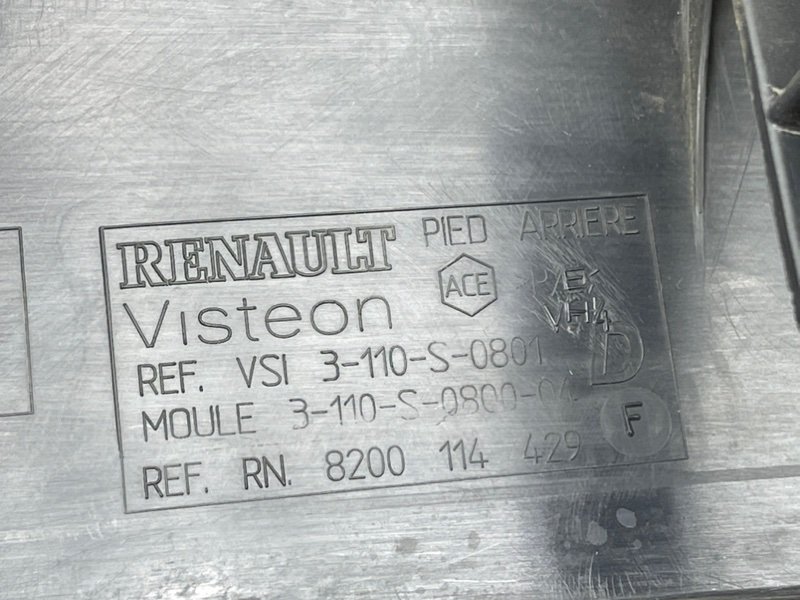 RENAULT PIED ARRIERE
ACE
Visteon
VH4
REF. VSI 3-110-S-0801 D
MOULE 3-110-S-0800-04 F
REF. RN. 8200 114 429